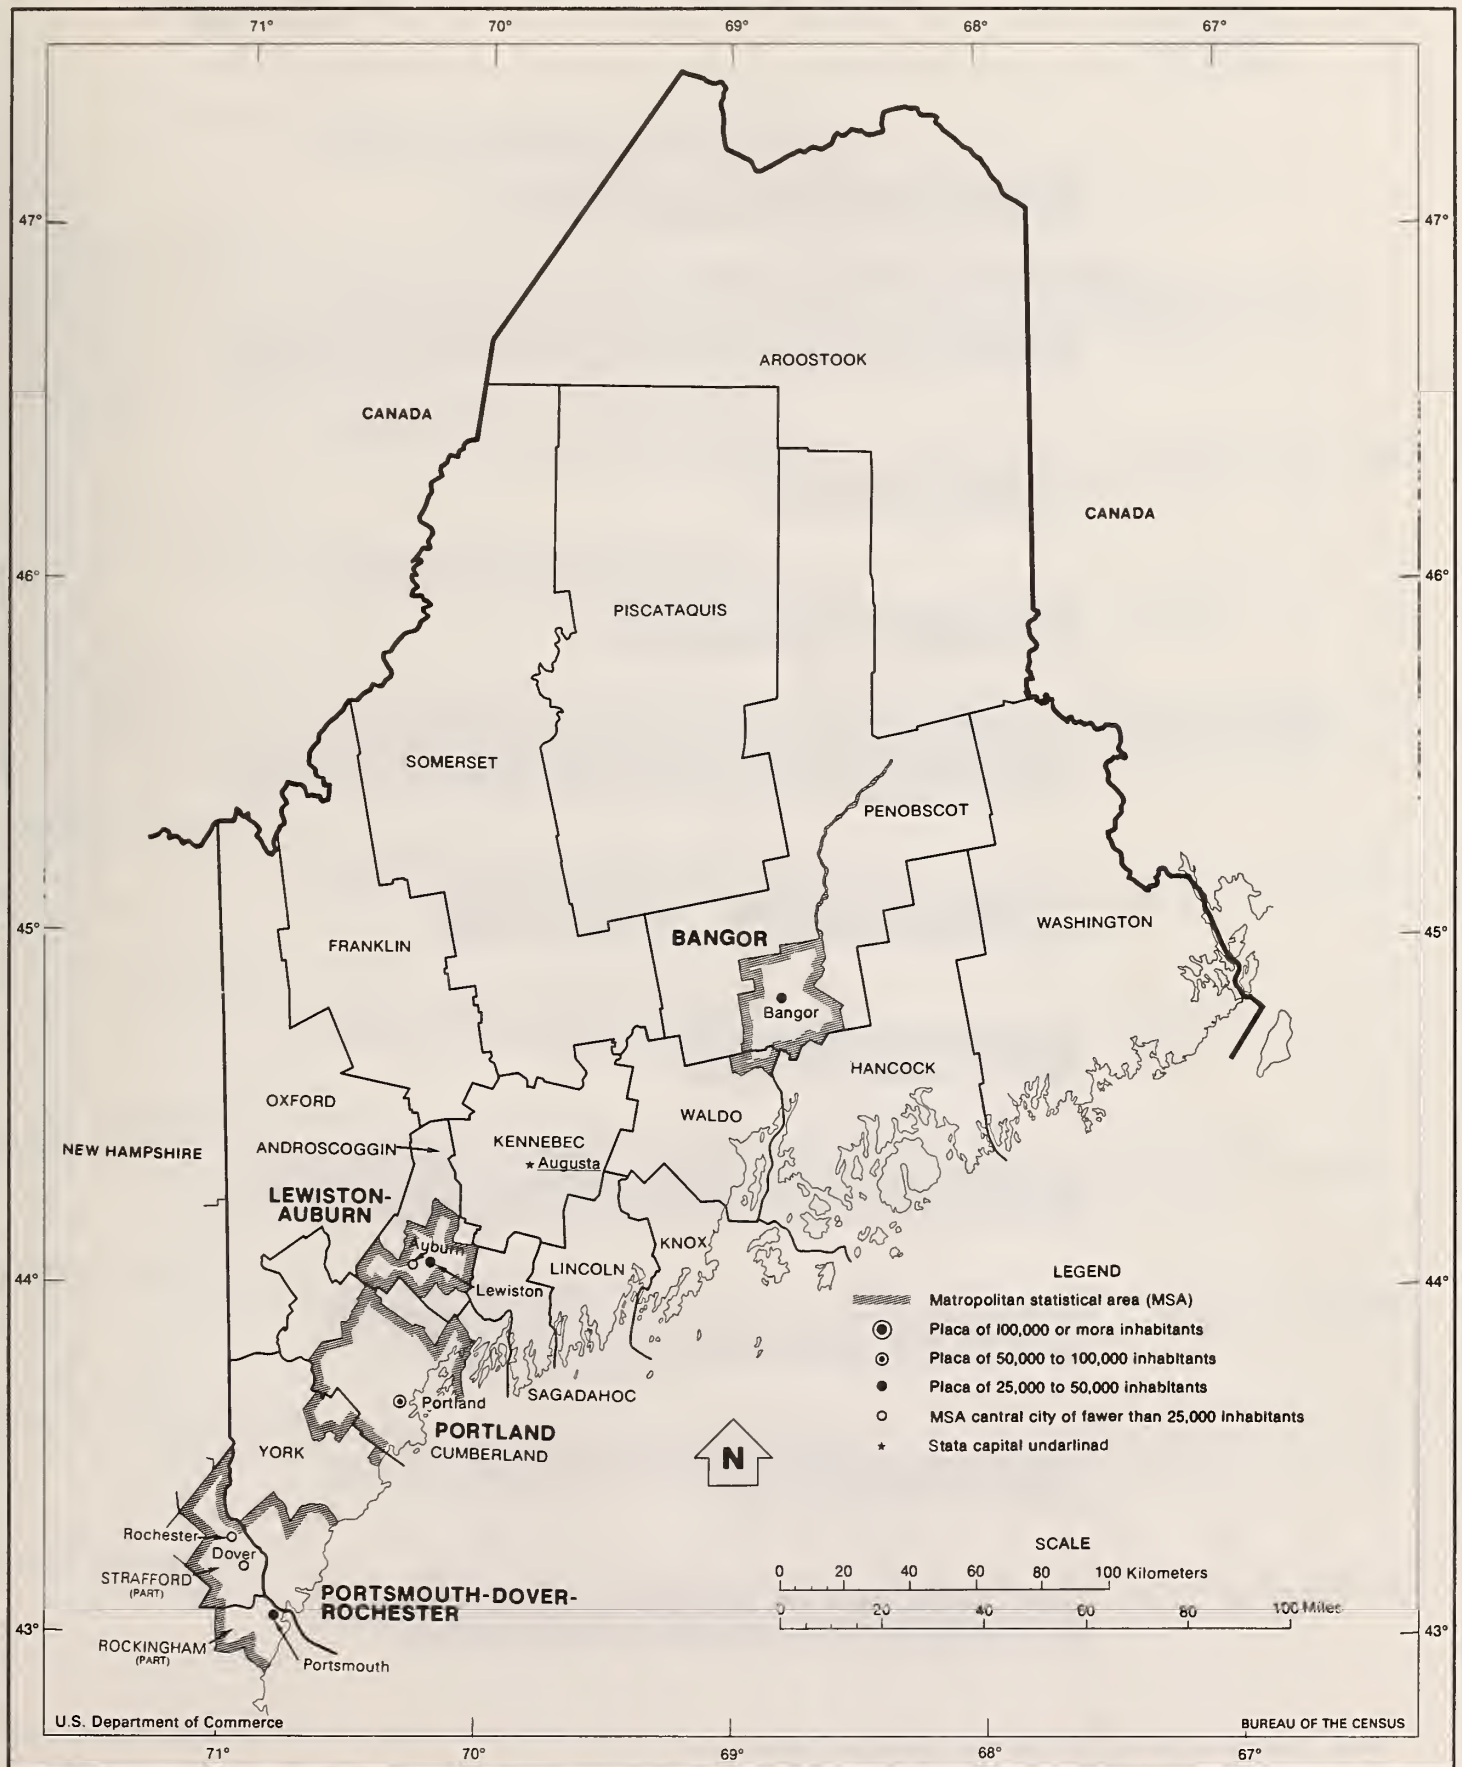 71° 70° 69° 68° 67°
47° 47°
AROOSTOOK
CANADA
CANADA
46° 46°
PISCATAQUIS
SOMERSET
PENOBSCOT
WASHINGTON
45° 45°
BANGOR
FRANKLIN
Bangor
HANCOCK
OXFORD
WALDO
KENNEBEC
NEW HAMPSHIRE
ANDROSCOGGIN
★ Augusta
LEWISTON-
AUBURN
KNOX
Auburn
LINCOLN
44° 44°
Lewiston
LEGEND
Matropolitan statistical area (MSA)
Placa of 100,000 or mora inhabitants
Placa of 50,000 to 100,000 inhabitants
Placa of 25,000 to 50,000 inhabitants
MSA cantral city of fawer than 25,000 inhabitants
★ Stata capital undarlinad
SAGADAHOC
Portland
PORTLAND
CUMBERLAND
YORK
N
Rochester
Dover
STRAFFORD
(PART)
PORTSMOUTH-DOVER-
ROCHESTER
SCALE
0 20 40 60 80 100 Kilometers
0 20 40 60 80 100 Miles
43° 43°
ROCKINGHAM
(PART)
Portsmouth
U.S. Department of Commerce
BUREAU OF THE CENSUS
71° 70° 69° 68° 67°